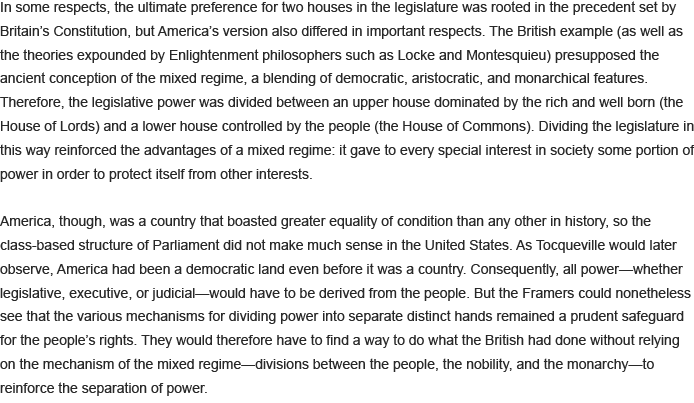 In some respects, the ultimate preference for two houses in the legislature was rooted in the precedent set by
Britain's Constitution, but America's version also differed in important respects. The British example (as well as
the theories expounded by Enlightenment philosophers such as Locke and Montesquieu) presupposed the
ancient conception of the mixed regime, a blending of democratic, aristocratic, and monarchical features.
Therefore, the legislative power was divided between an upper house dominated by the rich and well born (the
House of Lords) and a lower house controlled by the people (the House of Commons). Dividing the legislature in
this way reinforced the advantages of a mixed regime: it gave to every special interest in society some portion of
power in order to protect itself from other interests.
America, though, was a country that boasted greater equality of condition than any other in history, so the
class-based structure of Parliament did not make much sense in the United States. As Tocqueville would later
observe, America had been a democratic land even before it was a country. Consequently, all power—whether
legislative, executive, or judicial—would have to be derived from the people. But the Framers could nonetheless
see that the various mechanisms for dividing power into separate distinct hands remained a prudent safeguard
for the people's rights. They would therefore have to find a way to do what the British had done without relying
on the mechanism of the mixed regime—divisions between the people, the nobility, and the monarchy—to
reinforce the separation of power.